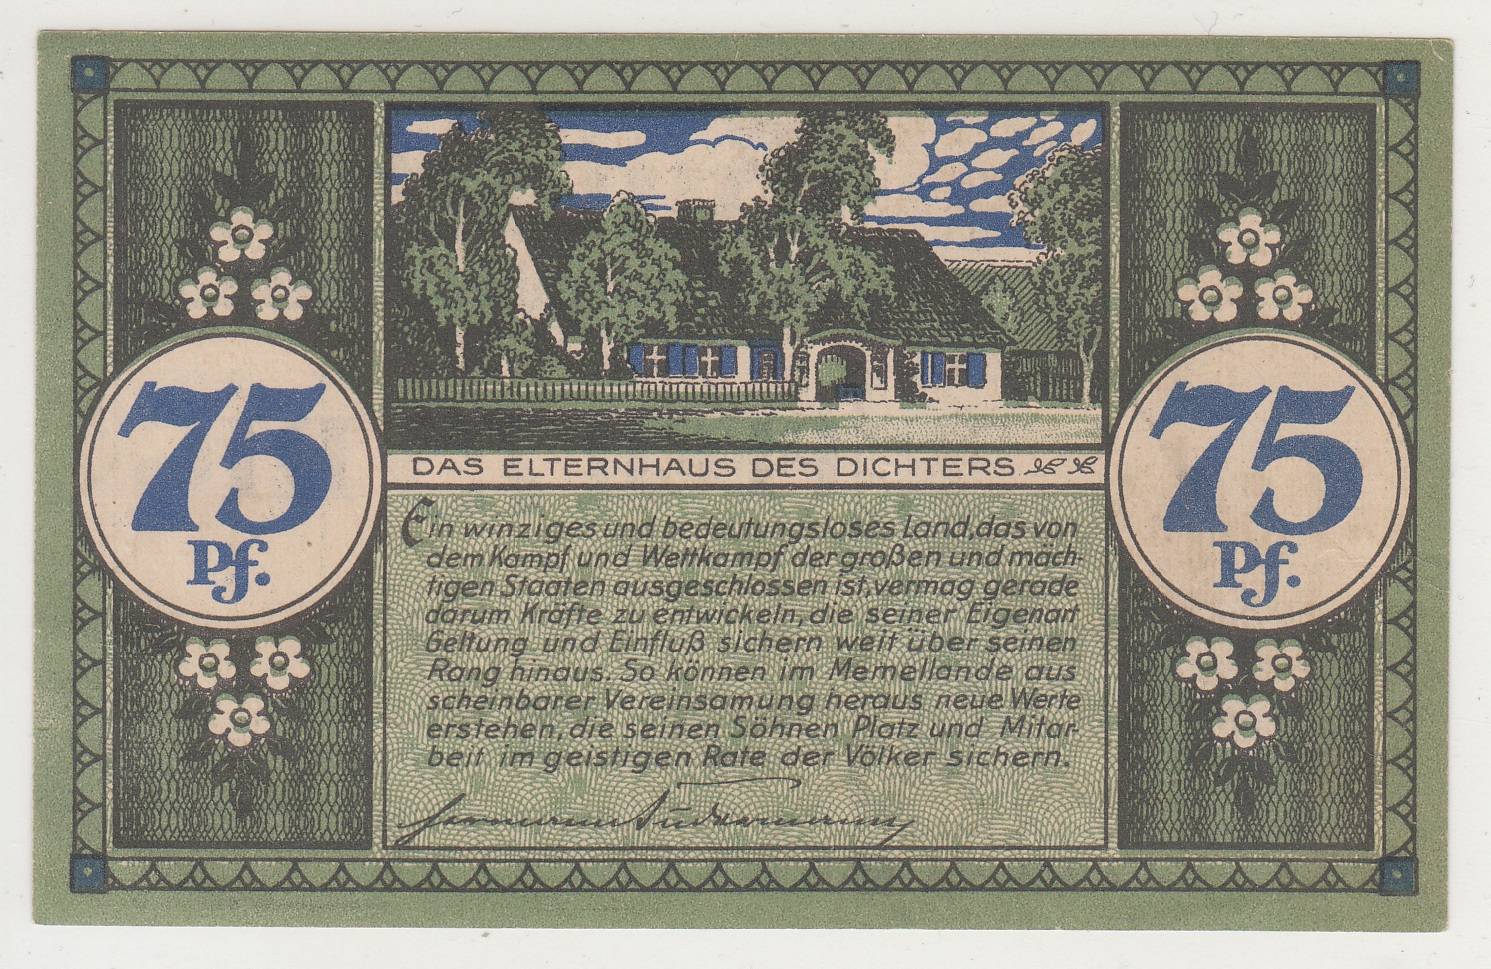 DAS ELTERNHAUS DES DICHTERS
75
Pf.
75
Pf.
Ein winziges und bedeutungsloses Land, das von
dem Kampf und Wettkampf der großen und mäch-
tigen Staaten ausgeschlossen ist, vermag gerade
darum Kräfte zu entwickeln, die seiner Eigenart
Geltung und Einfluß sichern weit über seinen
Rang hinaus. So können im Memellande aus
scheinbarer Vereinsamung heraus neue Werte
erstehen, die seinen Söhnen Platz und Mitar-
beit im geistigen Rate der Völker sichern.
Hermann Sudermann